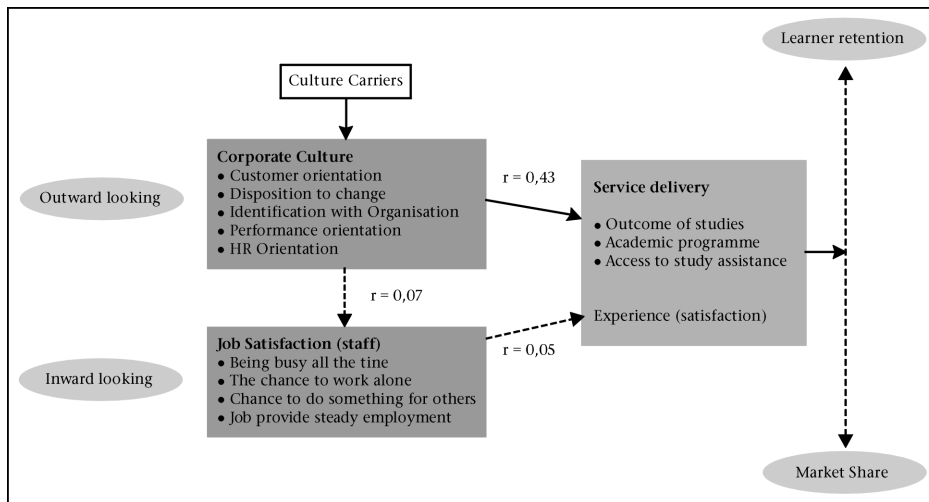 Learner retention
Culture Carriers
Outward looking
Corporate Culture
● Customer orientation
● Disposition to change
● Identification with Organisation
● Performance orientation
● HR Orientation
r = 0,43
Service delivery
● Outcome of studies
● Academic programme
● Access to study assistance
Experience (satisfaction)
r = 0,07
Inward looking
Job Satisfaction (staff)
● Being busy all the tine
● The chance to work alone
● Chance to do something for others
● Job provide steady employment
r = 0,05
Market Share